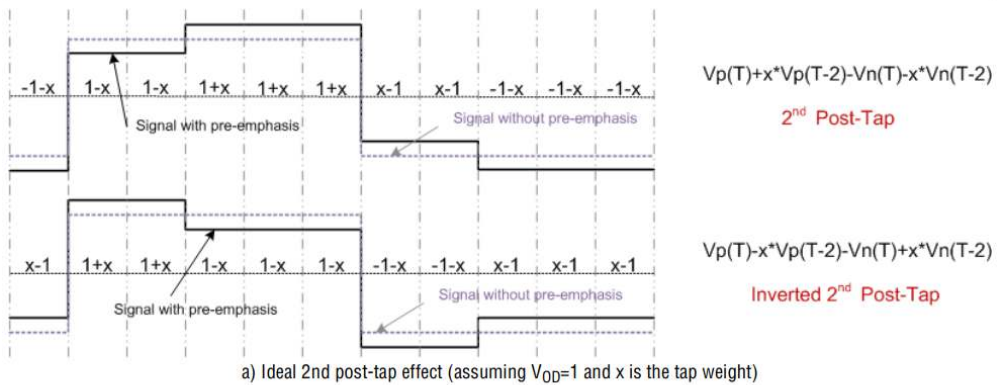 -1-x 1-x 1-x 1+x 1+x 1+x x-1 x-1 -1-x -1-x -1-x
Signal with pre-emphasis
Signal without pre-emphasis
Vp(T)+x*Vp(T-2)-Vn(T)-x*Vn(T-2)
2nd Post-Tap
x-1 1+x 1+x 1-x 1-x 1-x -1-x -1-x x-1 x-1 x-1
Signal with pre-emphasis
Signal without pre-emphasis
Vp(T)-x*Vp(T-2)-Vn(T)+x*Vn(T-2)
Inverted 2nd Post-Tap
a) Ideal 2nd post-tap effect (assuming VOD=1 and x is the tap weight)